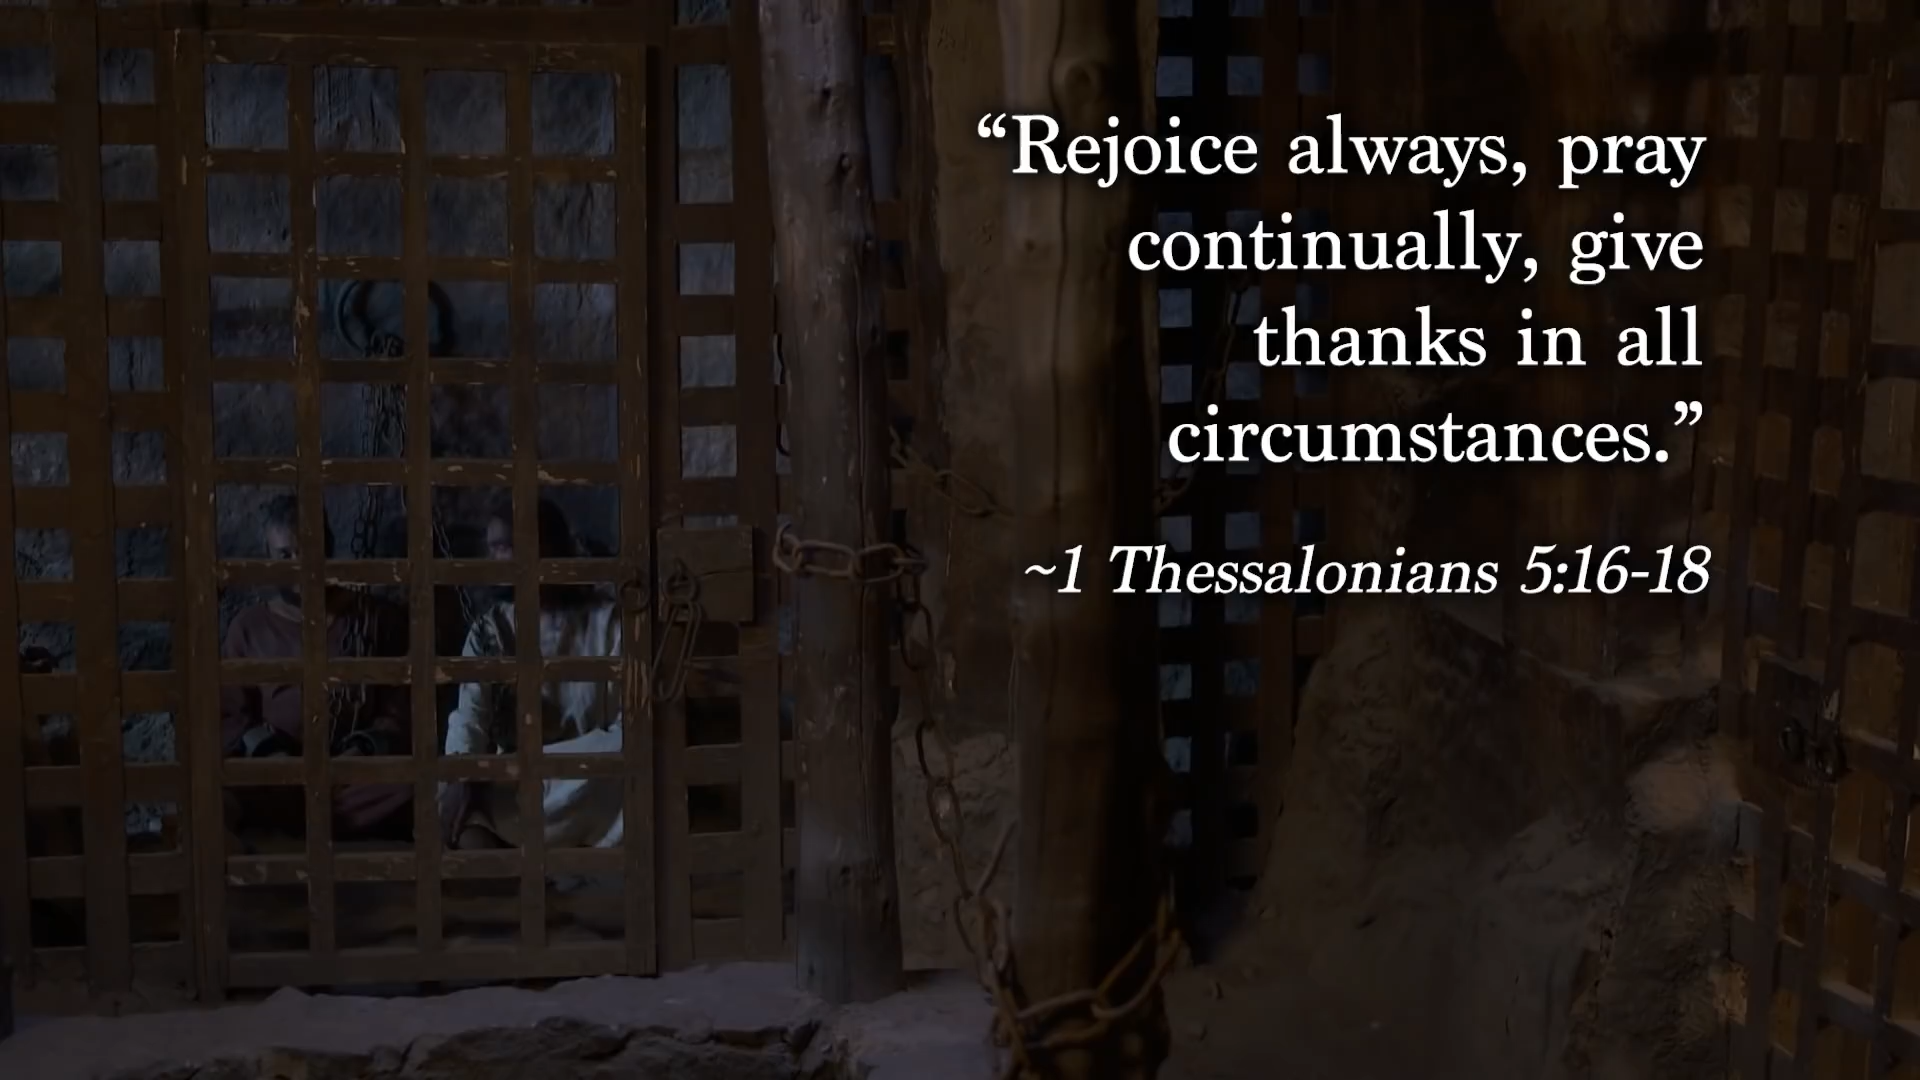 “Rejoice always, pray
continually, give
thanks in all
circumstances.”
~1 Thessalonians 5:16-18